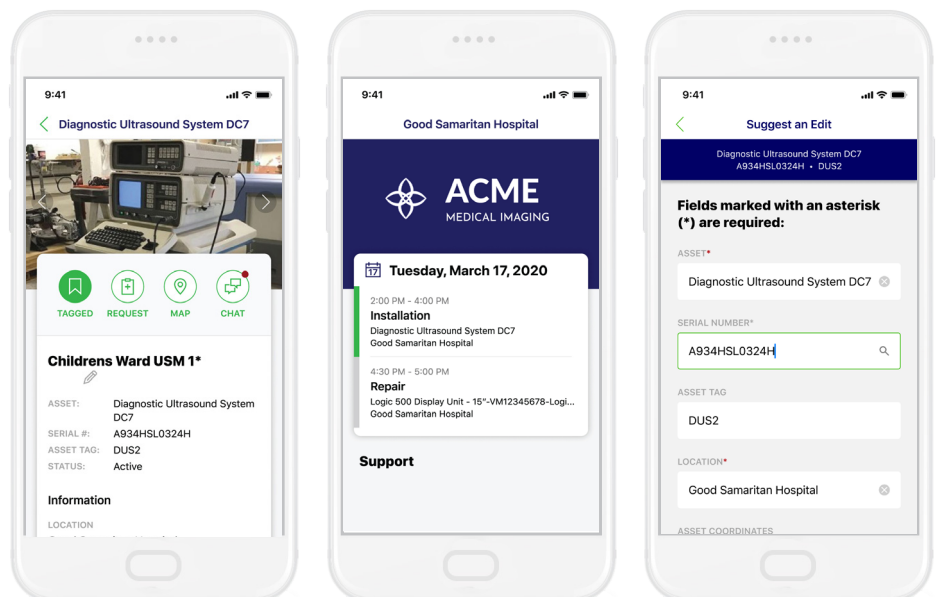 9:41
Diagnostic Ultrasound System DC7
TAGGED REQUEST MAP CHAT
Childrens Ward USM 1*
ASSET: Diagnostic Ultrasound System
DC7
SERIAL #: A934HSL0324H
ASSET TAG: DUS2
STATUS: Active
Information
LOCATION
9:41
Good Samaritan Hospital
ACME
MEDICAL IMAGING
17 Tuesday, March 17, 2020
2:00 PM - 4:00 PM
Installation
Diagnostic Ultrasound System DC7
Good Samaritan Hospital
4:30 PM - 5:00 PM
Repair
Logic 500 Display Unit - 15"-VM12345678-Logi...
Good Samaritan Hospital
Support
9:41
Suggest an Edit
Diagnostic Ultrasound System DC7
A934HSL0324H • DUS2
Fields marked with an asterisk
(*) are required:
ASSET*
Diagnostic Ultrasound System DC7
SERIAL NUMBER*
A934HSL0324H
ASSET TAG
DUS2
LOCATION*
Good Samaritan Hospital
ASSET COORDINATES